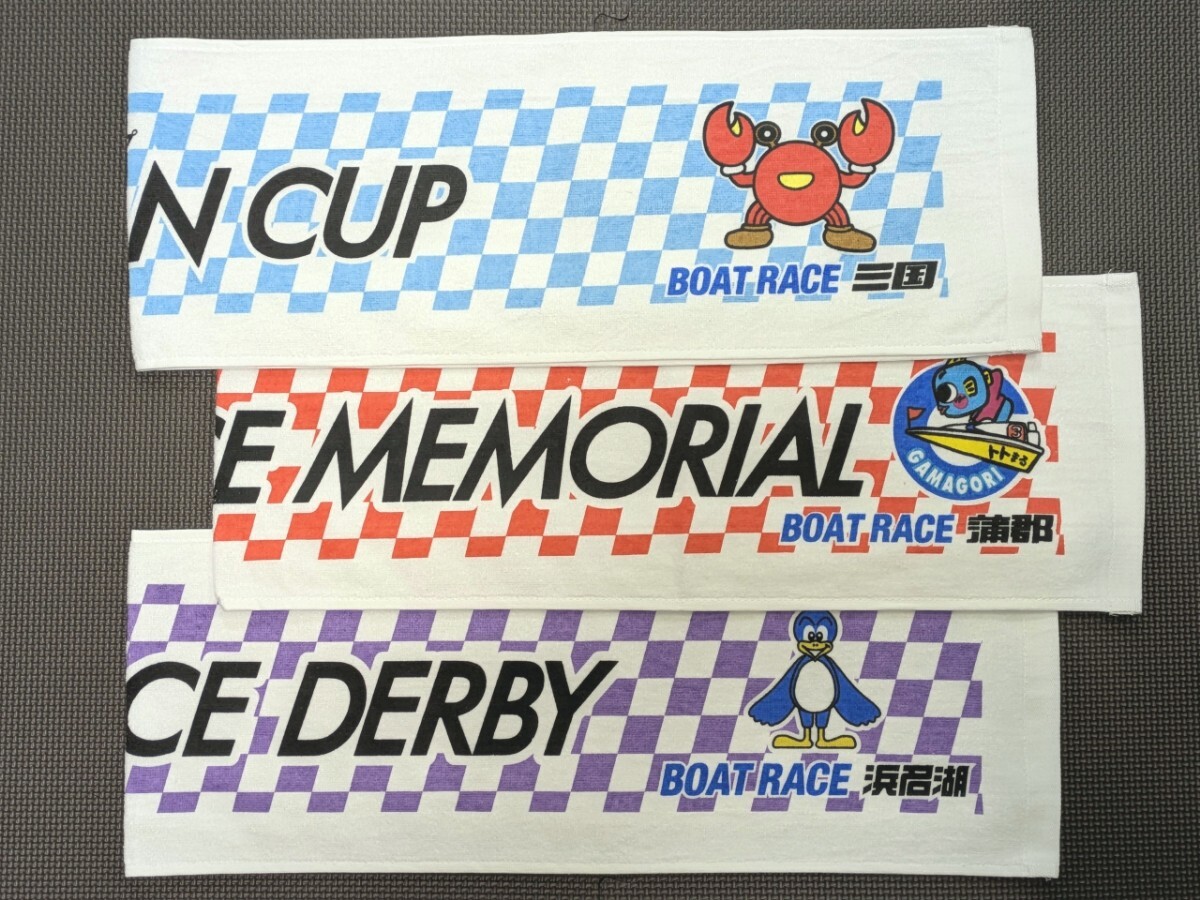 N CUP
BOAT RACE 三国
CE MEMORIAL
トトまる
GAMAGORI
BOAT RACE 蒲郡
CE DERBY
BOAT RACE 浜名湖